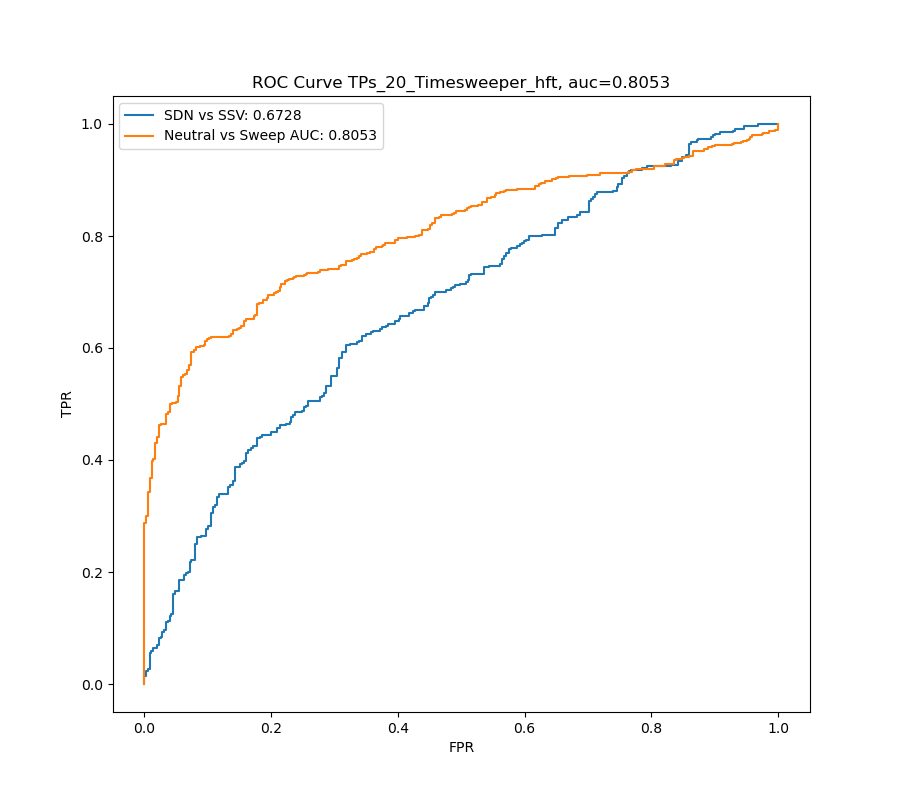 ROC Curve TPs_20_Timesweeper_hft, auc=0.8053
SDN vs SSV: 0.6728
Neutral vs Sweep AUC: 0.8053
1.0
0.8
0.6
0.4
0.2
0.0
TPR
0.0 0.2 0.4 0.6 0.8 1.0
FPR